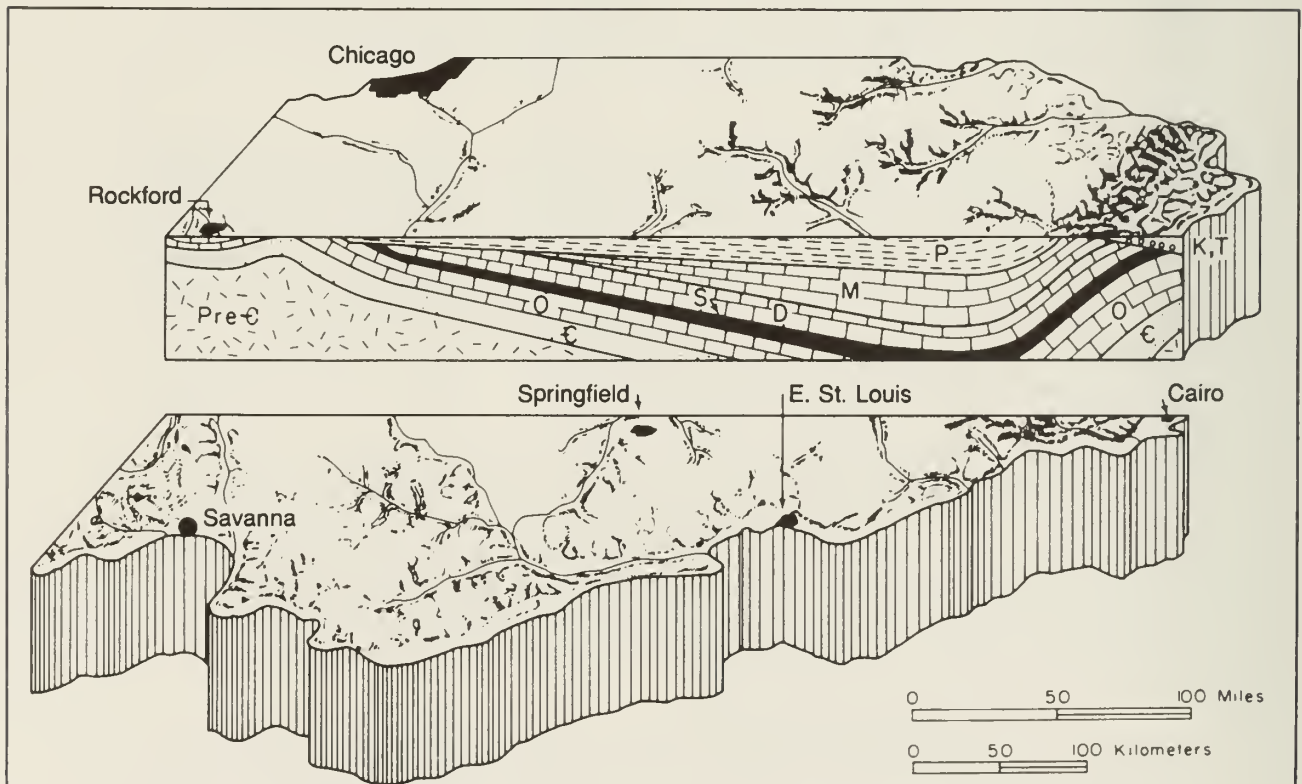 Chicago
Rockford
P
K,T
M
S
D
O
O
Pre-Є
Є
Є
Springfield
E. St. Louis
Cairo
Savanna
0 50 100 Miles
0 50 100 Kilometers